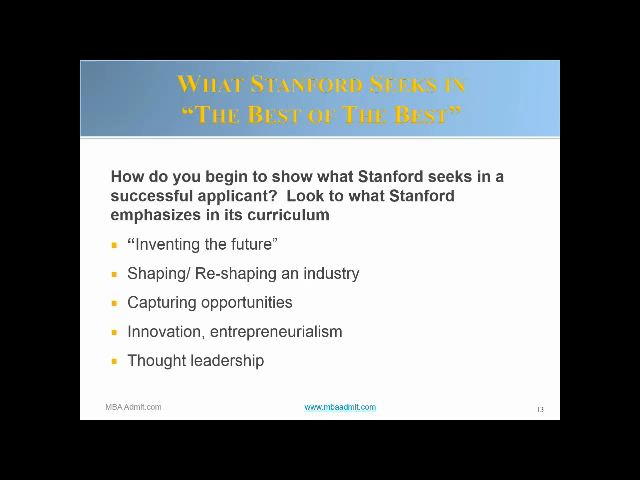 WHAT STANFORD SEEKS IN
“THE BEST OF THE BEST”
How do you begin to show what Stanford seeks in a
successful applicant?  Look to what Stanford
emphasizes in its curriculum
“Inventing the future”
Shaping/ Re-shaping an industry
Capturing opportunities
Innovation, entrepreneurialism
Thought leadership
MBA Admit.com
www.mbaadmit.com
13